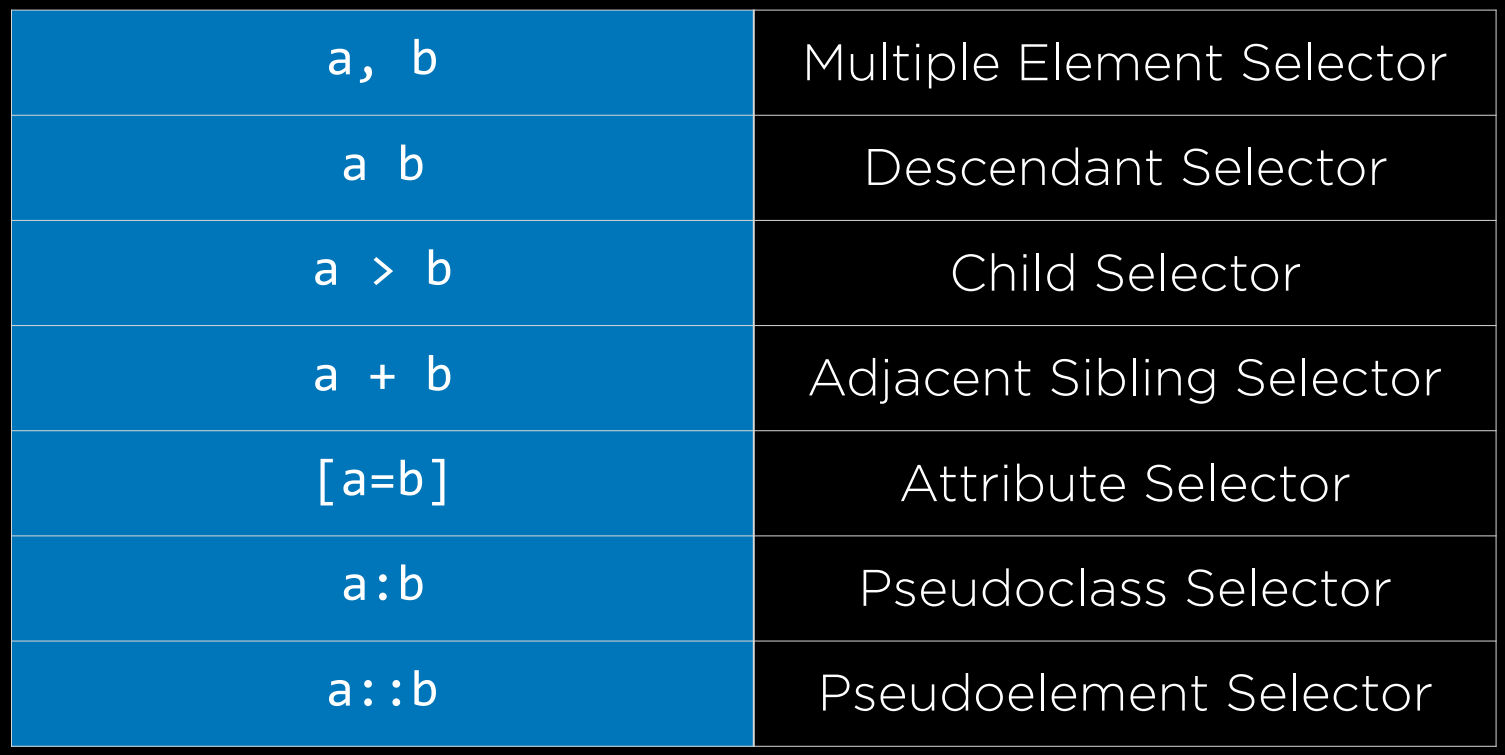 a, b Multiple Element Selector
a b Descendant Selector
a > b Child Selector
a + b Adjacent Sibling Selector
[a=b] Attribute Selector
a:b Pseudoclass Selector
a::b Pseudoelement Selector